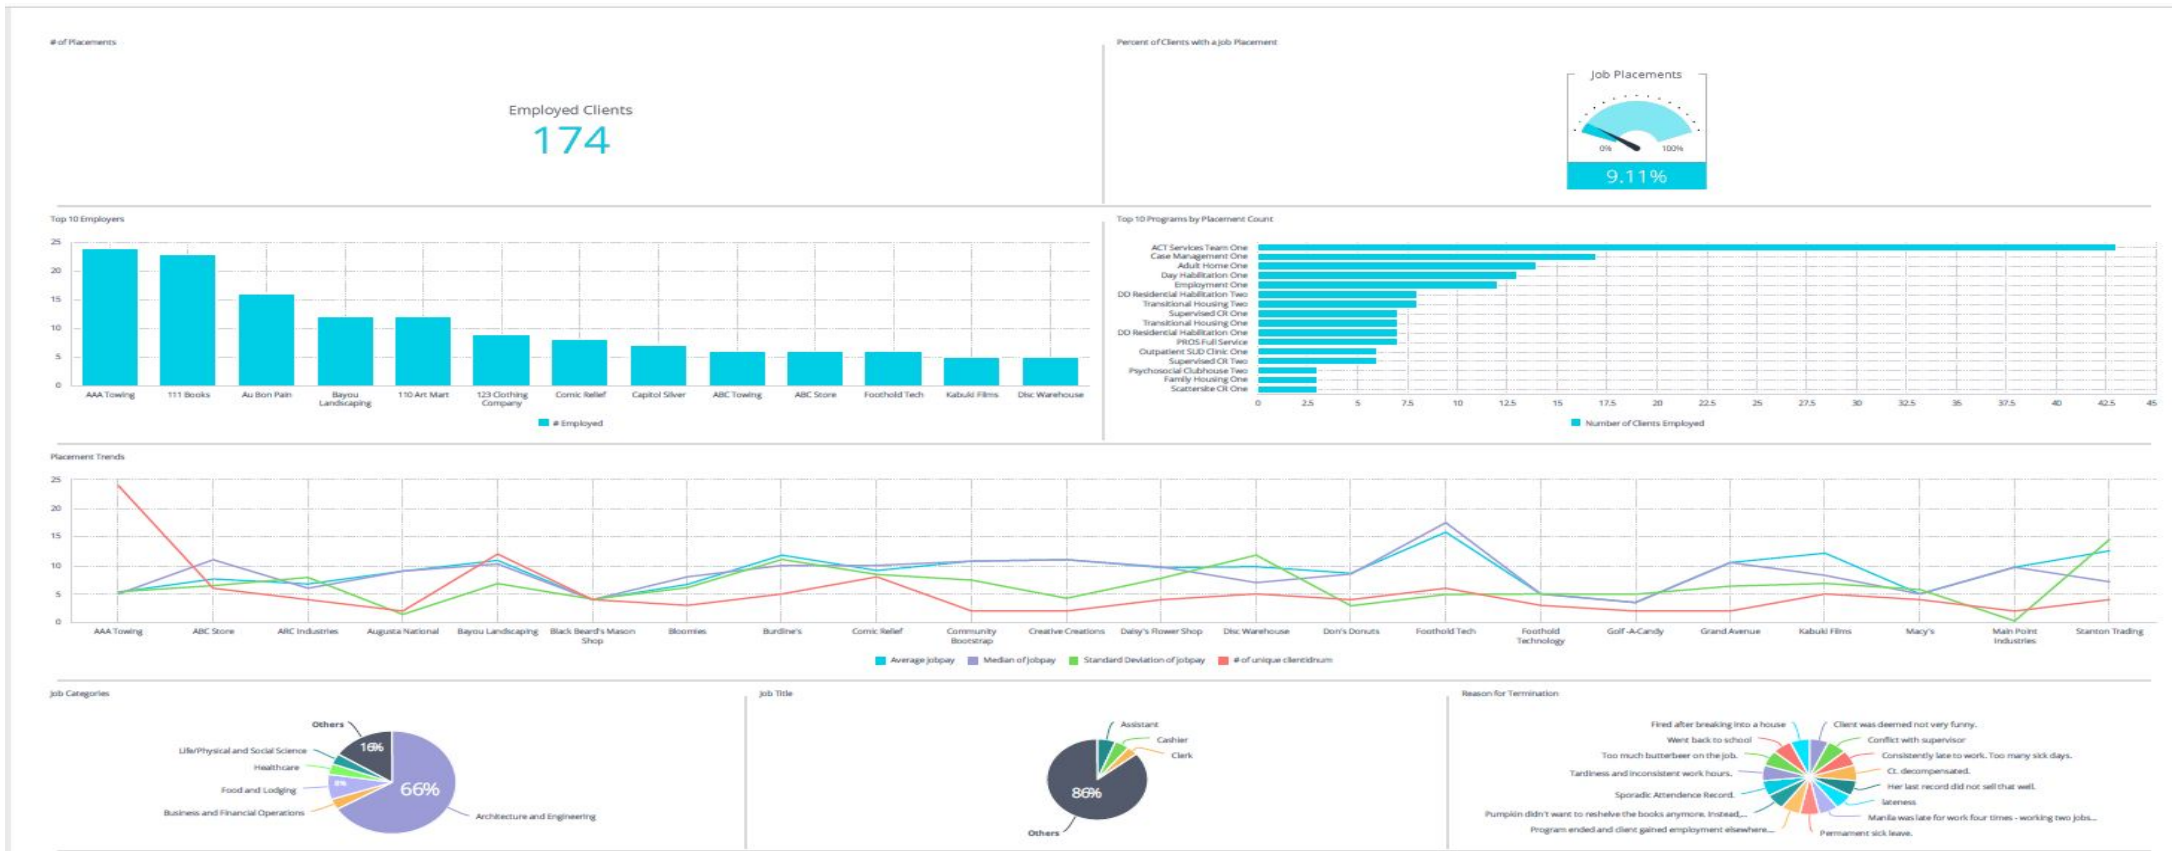 # of Placements
Employed Clients
174
Percent of Clients with a Job Placement
Job Placements
0%
100%
9.11%
Top 10 Employers
25
20
15
10
5
0
AAA Towing
111 Books
Au Bon Pain
Bayou
Landscaping
110 Art Mart
123 Clothing
Company
Comic Relief
Capitol Silver
ABC Towing
ABC Store
Foothold Tech
Kabuki Films
Disc Warehouse
# Employed
Top 10 Programs by Placement Count
ACT Services Team One
Case Management One
Adult Home One
Day Habilitation One
Employment One
DD Residential Habilitation Two
Transitional Housing Two
Supervised CR One
Transitional Housing One
DD Residential Habilitation One
PROS Full Service
Outpatient SUD Clinic One
Supervised CR Two
Psychosocial Clubhouse Two
Family Housing One
Scattersite CR One
0
2.5
5
7.5
10
12.5
15
17.5
20
22.5
25
27.5
30
32.5
35
37.5
40
42.5
45
Number of Clients Employed
Placement Trends
25
20
15
10
5
0
AAA Towing
ABC Store
ARC Industries
Augusta National
Bayou Landscaping
Black Beard's Mason
Shop
Bloomies
Burdine's
Comic Relief
Community
Bootstrap
Creative Creations
Daisy's Flower Shop
Disc Warehouse
Don's Donuts
Foothold Tech
Foothold
Technology
Golf -A-Candy
Grand Avenue
Kabuki Films
Macy's
Main Point
Industries
Stanton Trading
Average jobpay
Median of jobpay
Standard Deviation of jobpay
# of unique clientidnum
Job Categories
Others
16%
Life/Physical and Social Science
Healthcare
Food and Lodging
8%
Business and Financial Operations
66%
Architecture and Engineering
Job Title
Assistant
Cashier
Clerk
86%
Others
Reason for Termination
Fired after breaking into a house
Went back to school
Too much butterbeer on the job.
Tardiness and inconsistent work hours.
Sporadic Attendence Record.
Pumpkin didn't want to reshelve the books anymore. Instead,...
Program ended and client gained employment elsewhere....
Client was deemed not very funny.
Conflict with supervisor
Consistently late to work. Too many sick days.
Ct. decompensated.
Her last record did not sell that well.
lateness
Manila was late for work four times - working two jobs...
Permament sick leave.